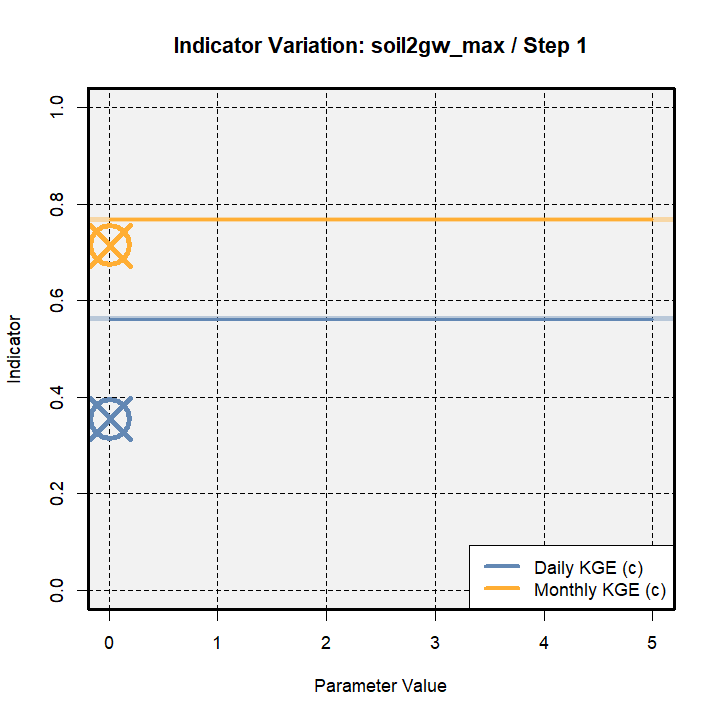 Indicator Variation: soil2gw_max / Step 1
1.0
0.8
0.6
0.4
0.2
0.0
Indicator
Daily KGE (c)
Monthly KGE (c)
0 1 2 3 4 5
Parameter Value